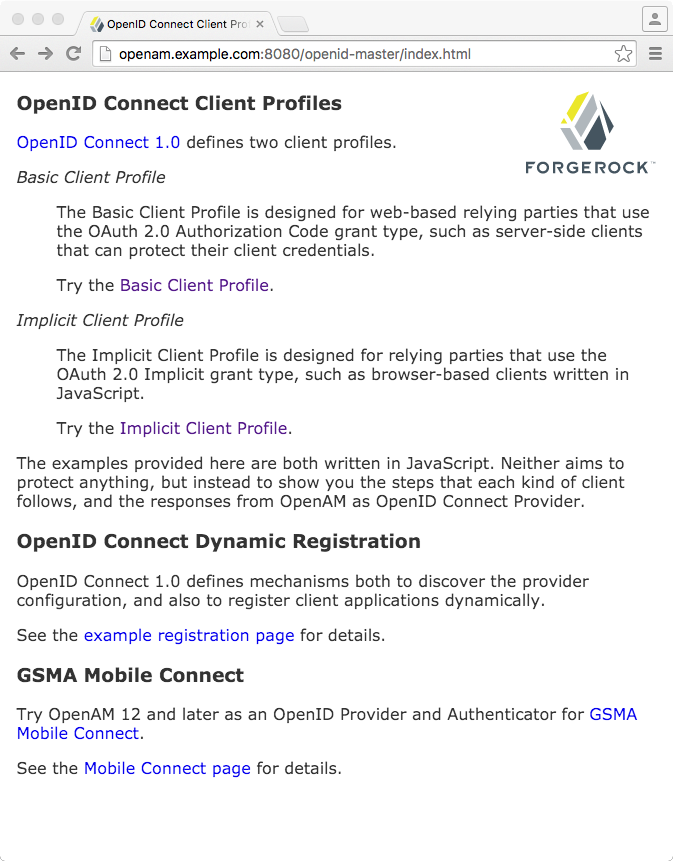 OpenID Connect Client Pro
openam.example.com:8080/openid-master/index.html
OpenID Connect Client Profiles
FORGEROCK™
OpenID Connect 1.0 defines two client profiles.
Basic Client Profile
The Basic Client Profile is designed for web-based relying parties that use
the OAuth 2.0 Authorization Code grant type, such as server-side clients
that can protect their client credentials.
Try the Basic Client Profile.
Implicit Client Profile
The Implicit Client Profile is designed for relying parties that use the
OAuth 2.0 Implicit grant type, such as browser-based clients written in
JavaScript.
Try the Implicit Client Profile.
The examples provided here are both written in JavaScript. Neither aims to
protect anything, but instead to show you the steps that each kind of client
follows, and the responses from OpenAM as OpenID Connect Provider.
OpenID Connect Dynamic Registration
OpenID Connect 1.0 defines mechanisms both to discover the provider
configuration, and also to register client applications dynamically.
See the example registration page for details.
GSMA Mobile Connect
Try OpenAM 12 and later as an OpenID Provider and Authenticator for GSMA
Mobile Connect.
See the Mobile Connect page for details.